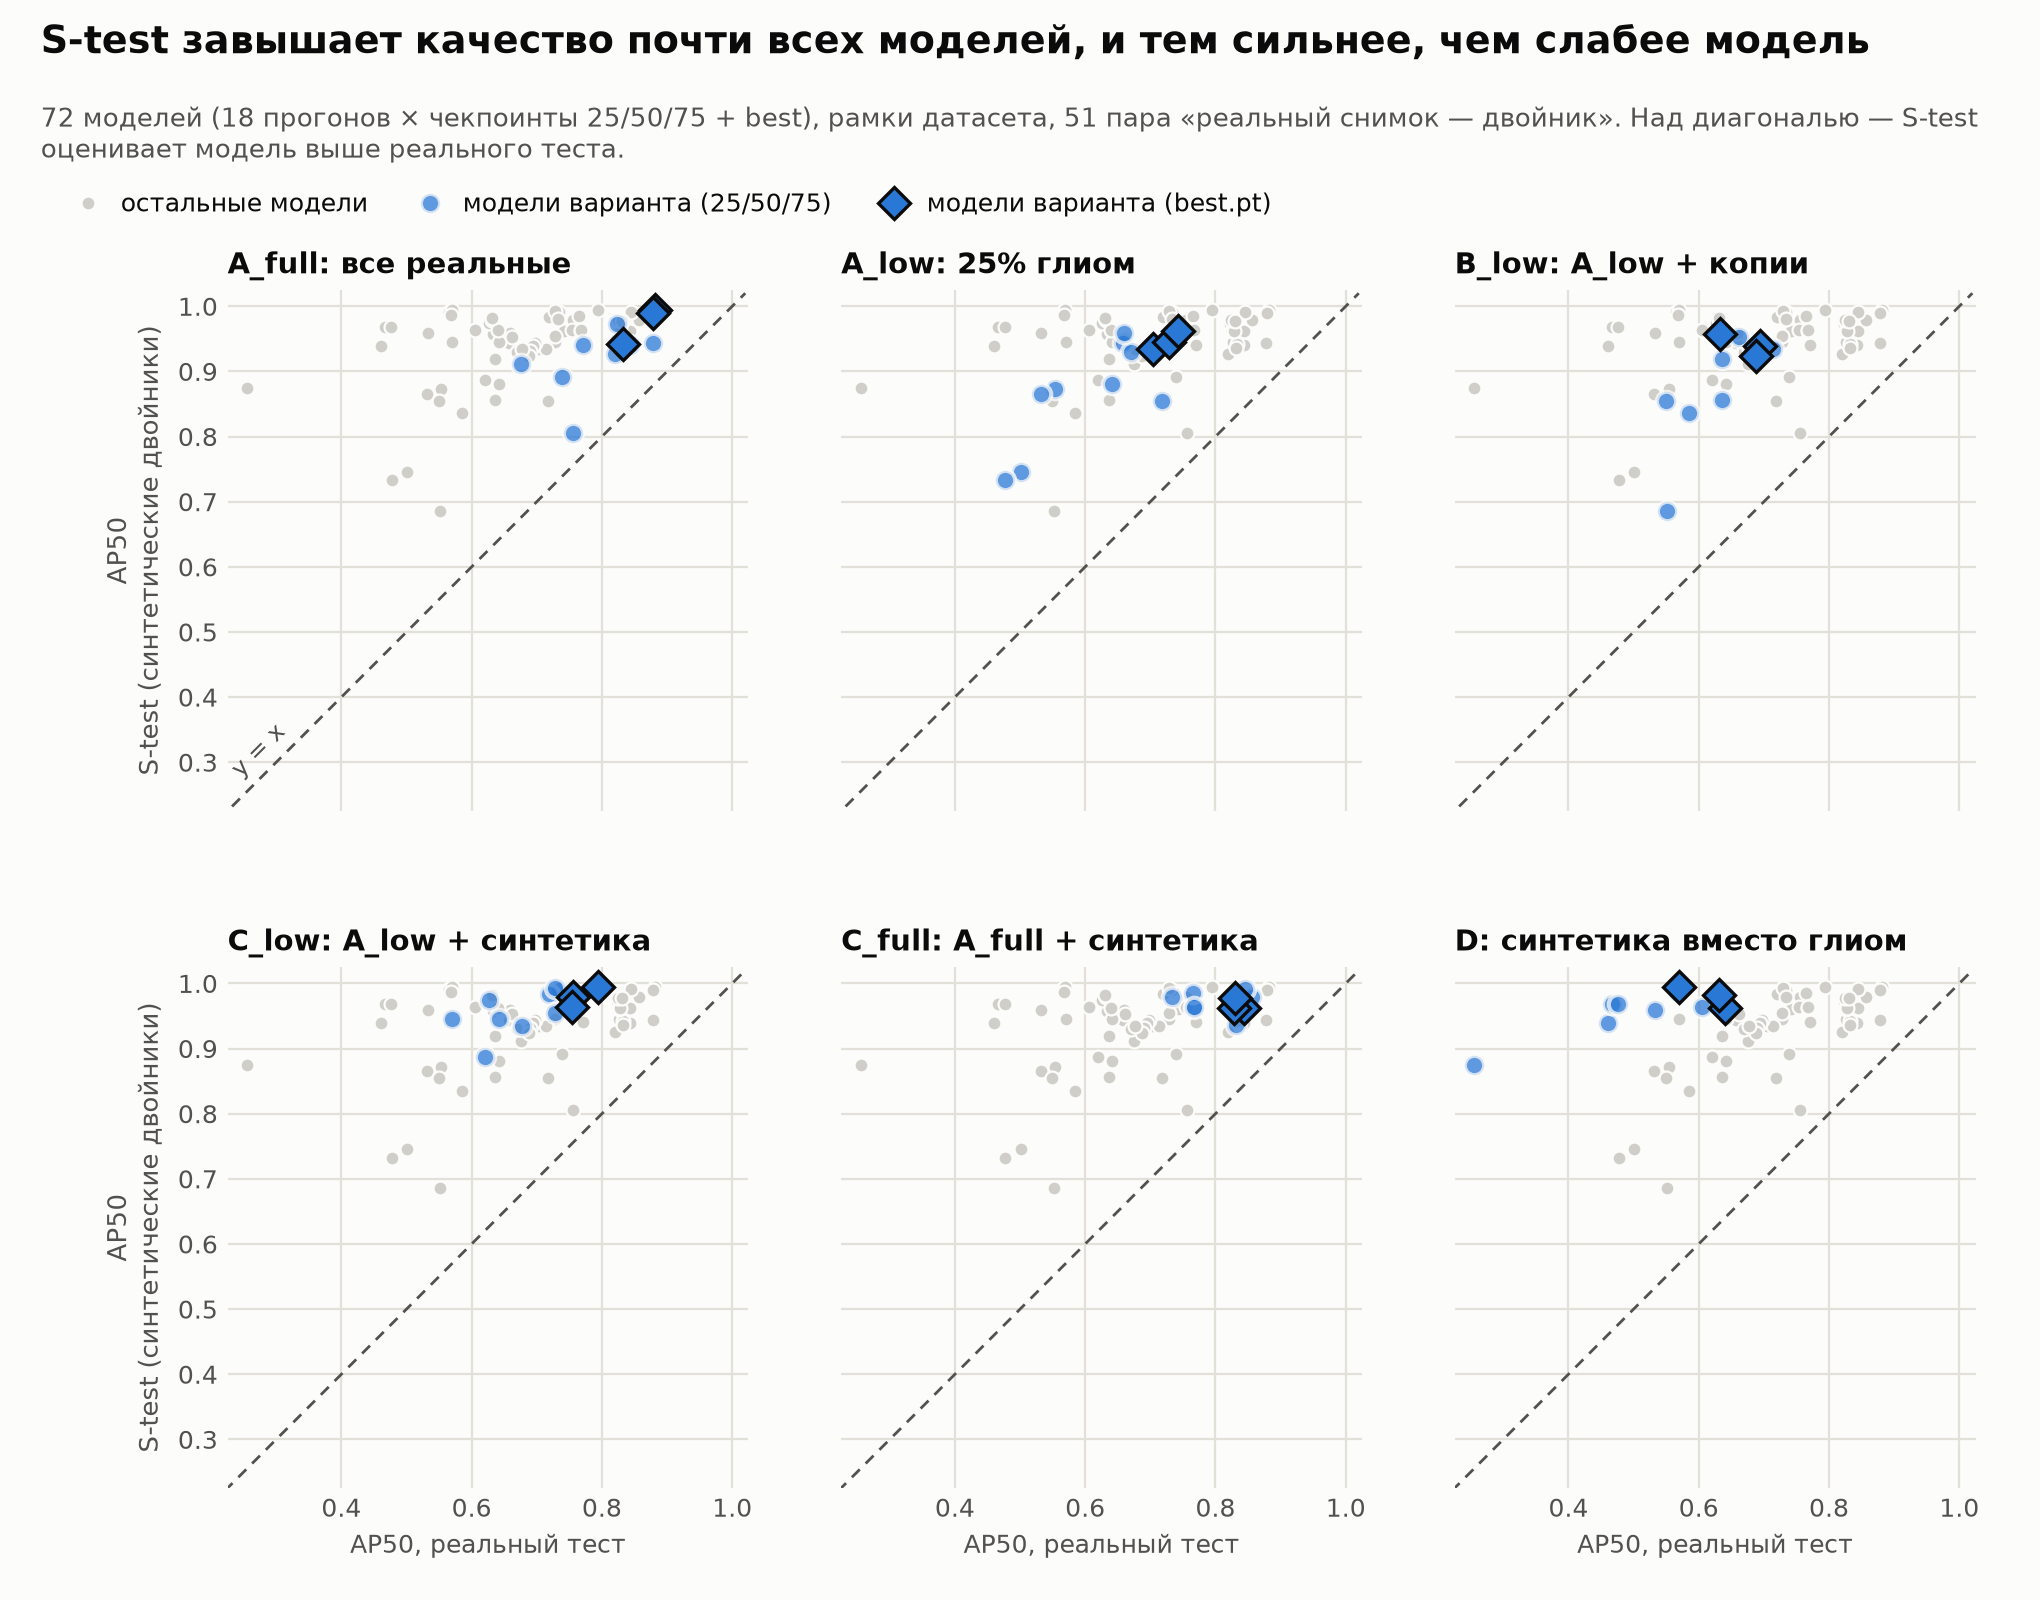 S-test завышает качество почти всех моделей, и тем сильнее, чем слабее модель
72 моделей (18 прогонов × чекпоинты 25/50/75 + best), рамки датасета, 51 пара «реальный снимок — двойник». Над диагональю — S-test
оценивает модель выше реального теста.
остальные модели
модели варианта (25/50/75)
модели варианта (best.pt)
A_full: все реальные
A_low: 25% глиом
B_low: A_low + копии
AP50
S-test (синтетические двойники)
1.0
0.9
0.8
0.7
0.6
0.5
0.4
0.3
y = x
C_low: A_low + синтетика
C_full: A_full + синтетика
D: синтетика вместо глиом
AP50
S-test (синтетические двойники)
1.0
0.9
0.8
0.7
0.6
0.5
0.4
0.3
0.4 0.6 0.8 1.0
0.4 0.6 0.8 1.0
0.4 0.6 0.8 1.0
AP50, реальный тест
AP50, реальный тест
AP50, реальный тест